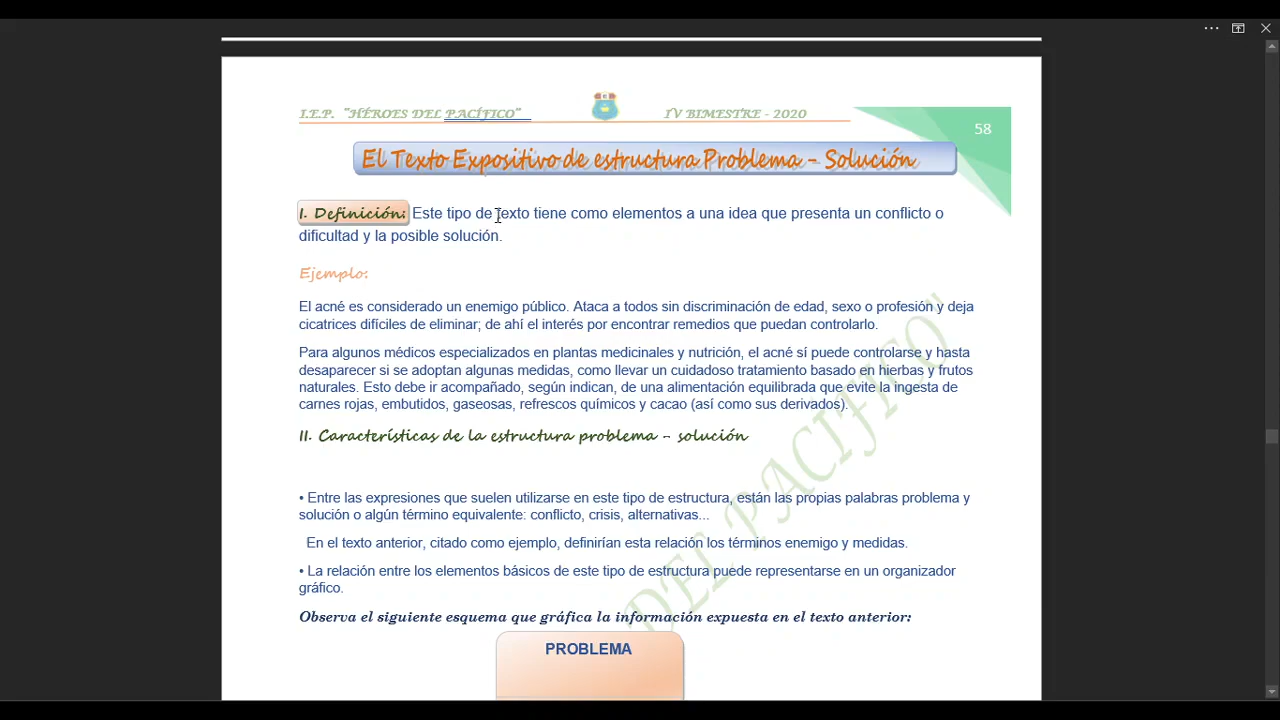 I.E.P. "HÉROES DEL PACÍFICO"
IV BIMESTRE - 2020
58
El Texto Expositivo de estructura Problema - Solución
I. Definición: Este tipo de texto tiene como elementos a una idea que presenta un conflicto o
dificultad y la posible solución.
Ejemplo:
El acné es considerado un enemigo público. Ataca a todos sin discriminación de edad, sexo o profesión y deja
cicatrices difíciles de eliminar; de ahí el interés por encontrar remedios que puedan controlarlo.
Para algunos médicos especializados en plantas medicinales y nutrición, el acné sí puede controlarse y hasta
desaparecer si se adoptan algunas medidas, como llevar un cuidadoso tratamiento basado en hierbas y frutos
naturales. Esto debe ir acompañado, según indican, de una alimentación equilibrada que evite la ingesta de
carnes rojas, embutidos, gaseosas, refrescos químicos y cacao (así como sus derivados).
II. Características de la estructura problema - solución
• Entre las expresiones que suelen utilizarse en este tipo de estructura, están las propias palabras problema y
solución o algún término equivalente: conflicto, crisis, alternativas...
En el texto anterior, citado como ejemplo, definirían esta relación los términos enemigo y medidas.
• La relación entre los elementos básicos de este tipo de estructura puede representarse en un organizador
gráfico.
Observa el siguiente esquema que gráfica la información expuesta en el texto anterior:
PROBLEMA
DEL PACÍFICO"